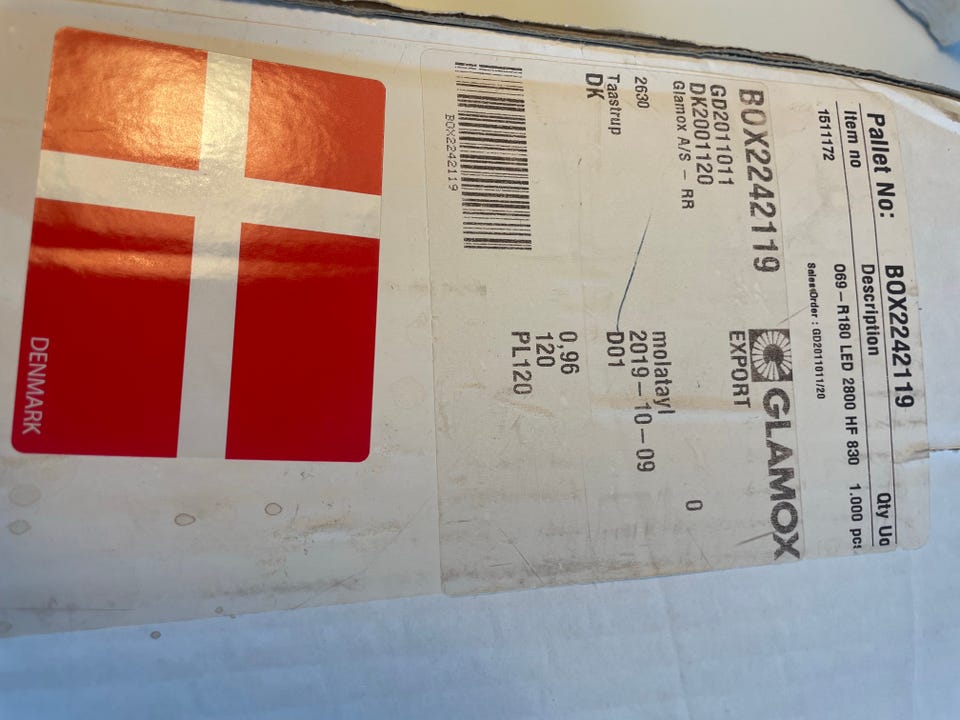 Pallet No: BOX2242119
Item no Description Qty Uo
1511172 O69-R180 LED 2800 HF 830 1.000 pcs
SalesOrder : GD2011011/20
GLAMOX
BOX2242119 EXPORT
GD2011011
DK2001120 0
Glamox A/S - RR
molatayl
2630 2019-10-09
Taastrup D01
DK
0,96
120
PL120
BOX2242119
DENMARK